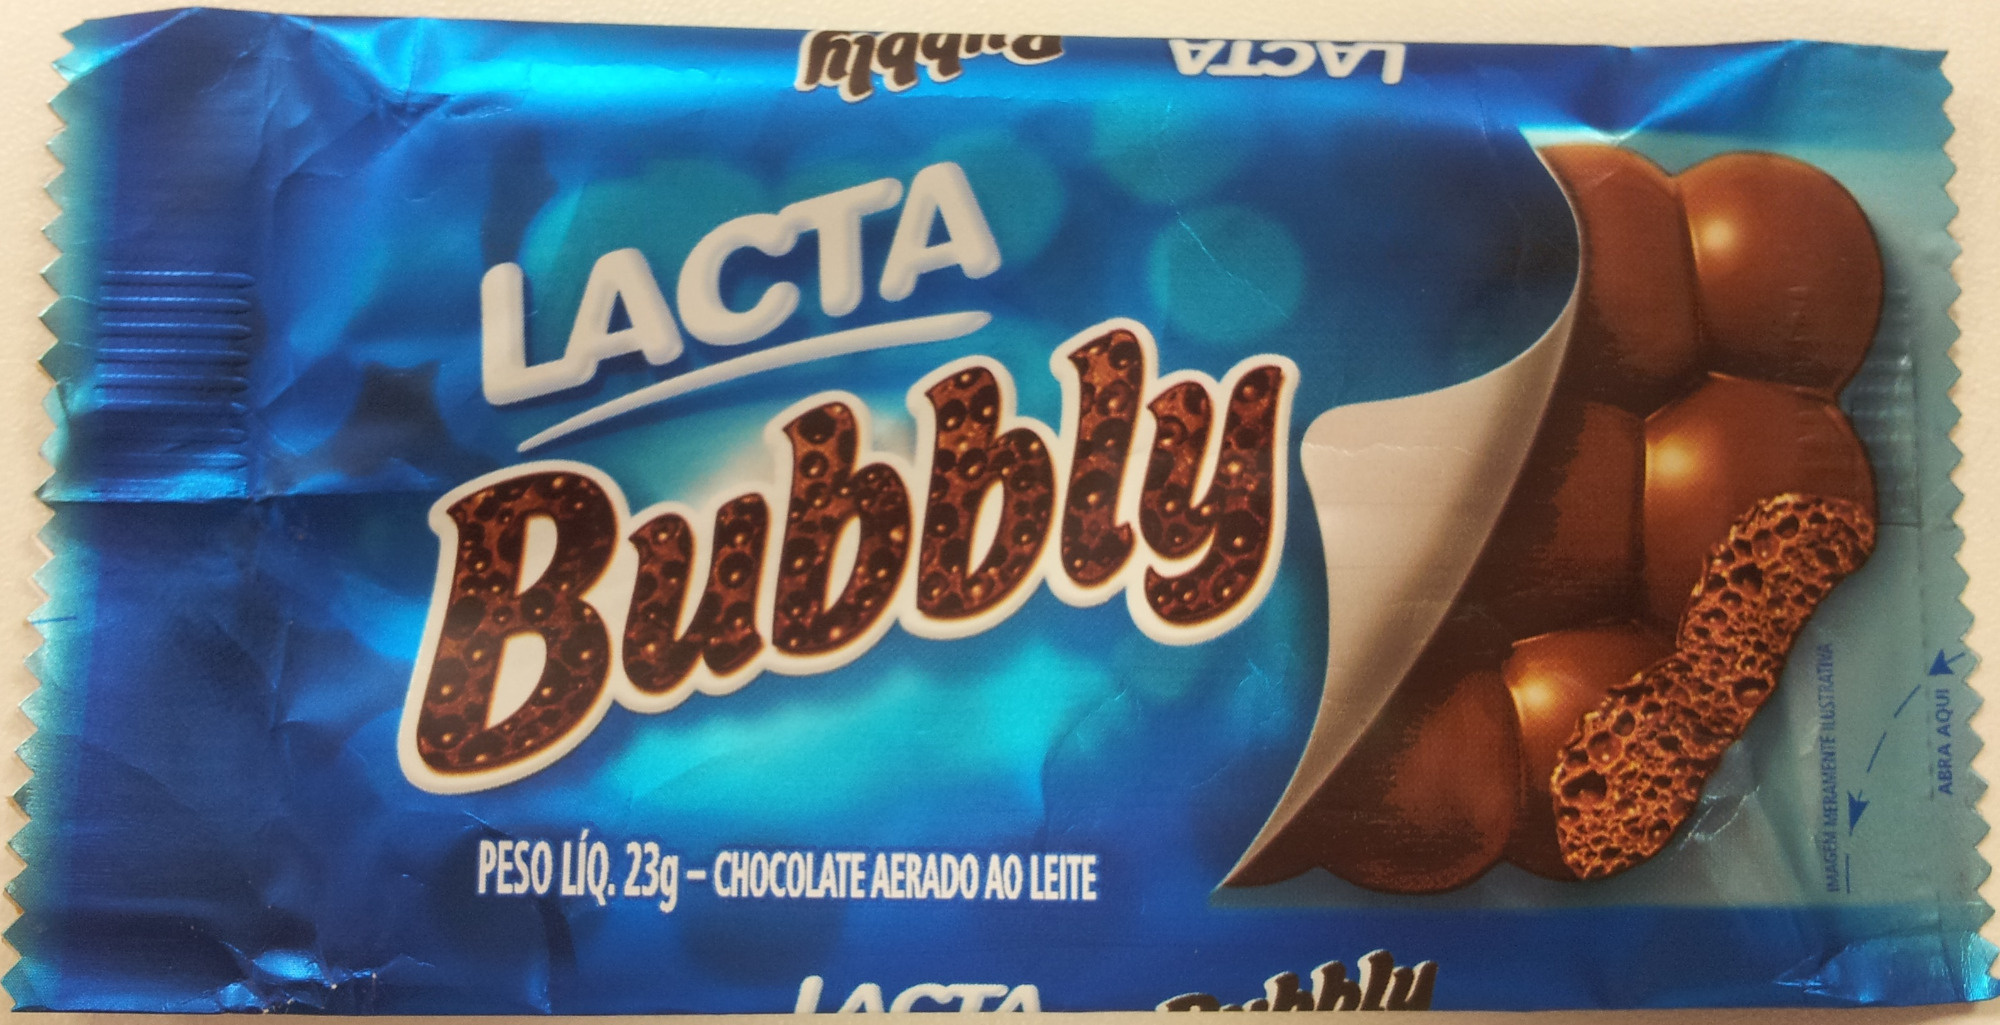 Bubbly LACTA
LACTA
Bubbly
PESO LÍQ. 23g – CHOCOLATE AERADO AO LEITE
IMAGEM MERAMENTE ILUSTRATIVA
ABRA AQUI
LACTA Bubbly